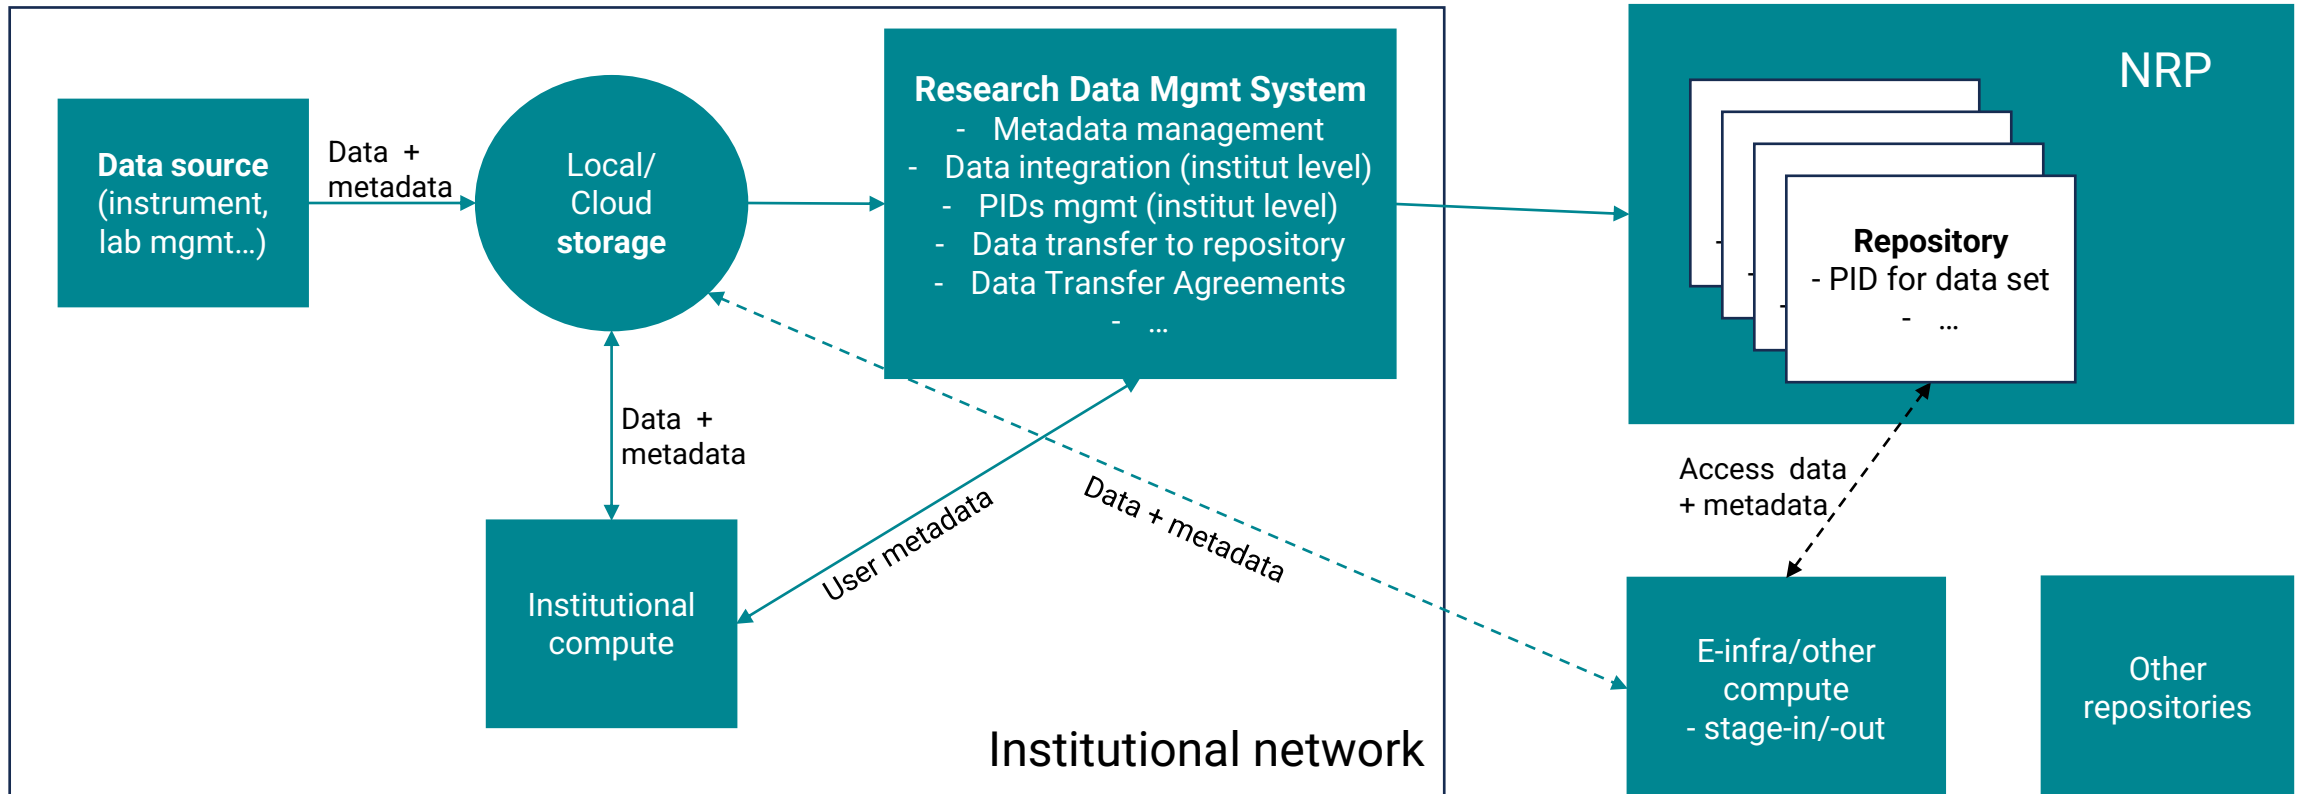 Data source
(instrument,
lab mgmt…)
Data +
metadata
Local/
Cloud
storage
Research Data Mgmt System
- Metadata management
- Data integration (institut level)
- PIDs mgmt (institut level)
- Data transfer to repository
- Data Transfer Agreements
- …
NRP
Repository
- PID for data set
- …
-
-
-
Data +
metadata
User metadata
Data + metadata
Access data
+ metadata
Institutional
compute
E-infra/other
compute
- stage-in/-out
Other
repositories
Institutional network